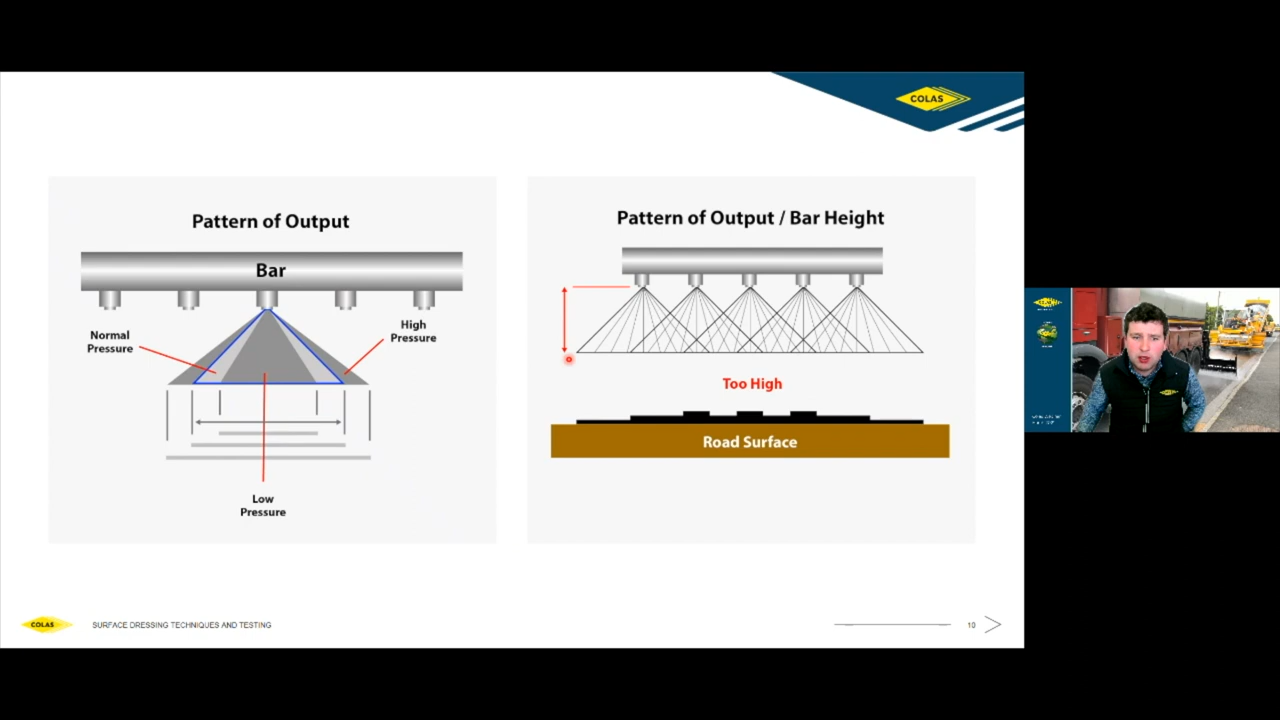 COLAS
Pattern of Output
Bar
Normal
Pressure
High
Pressure
Low
Pressure
Pattern of Output / Bar Height
Too High
Road Surface
COLAS
SURFACE DRESSING TECHNIQUES AND TESTING
10